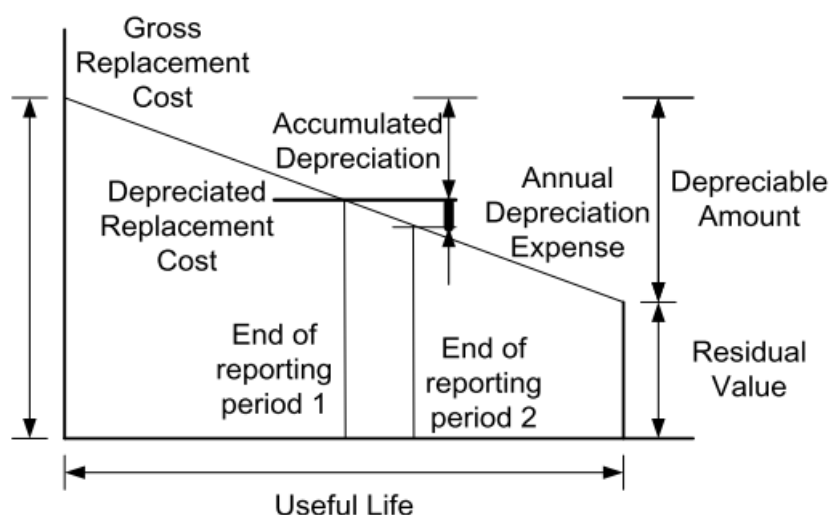 Gross
Replacement
Cost
Accumulated
Depreciation
Depreciated
Replacement
Cost
Annual
Depreciation
Expense
Depreciable
Amount
End of
reporting
period 1
End of
reporting
period 2
Residual
Value
Useful Life